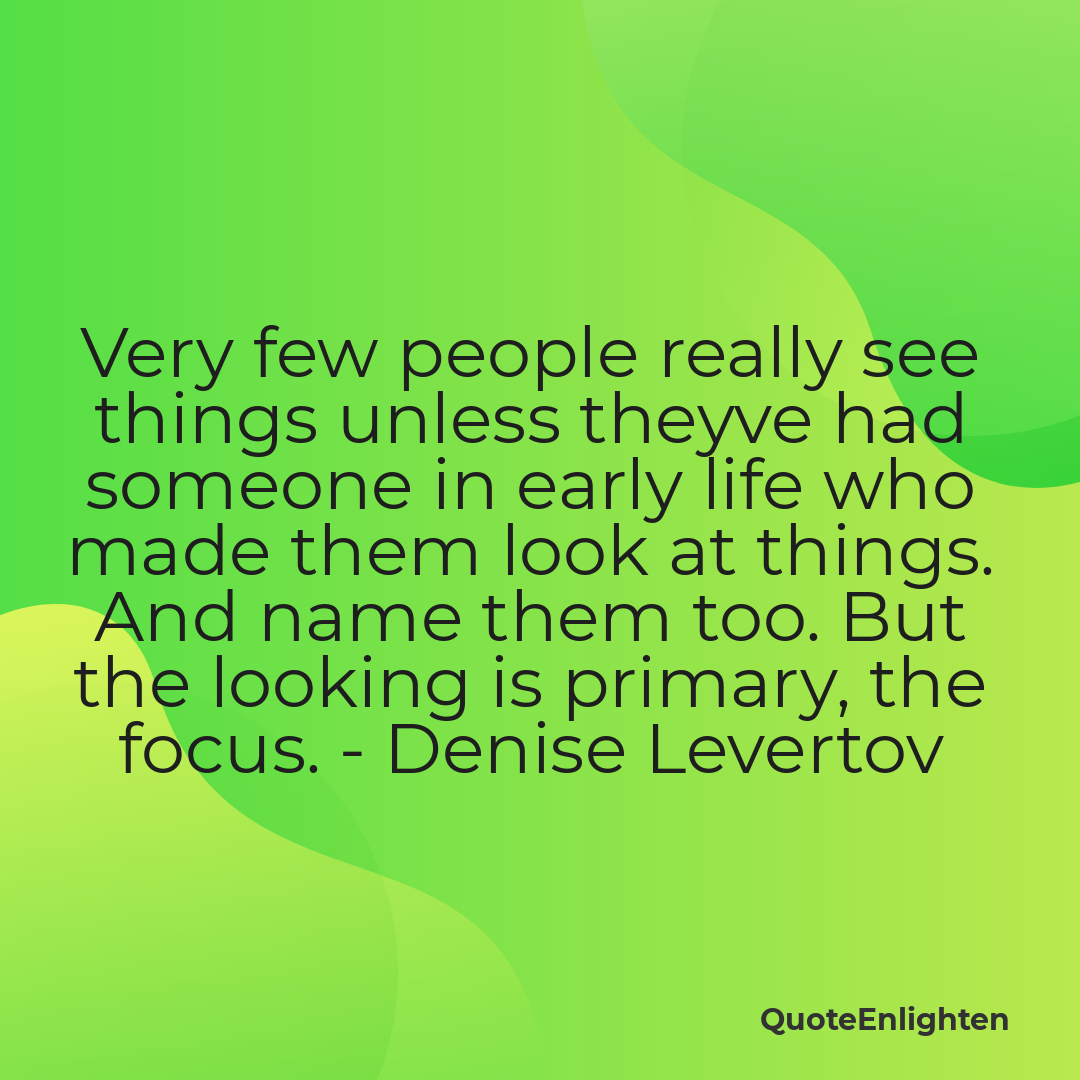 Very few people really see
things unless theyve had
someone in early life who
made them look at things.
And name them too. But
the looking is primary, the
focus. - Denise Levertov
QuoteEnlighten